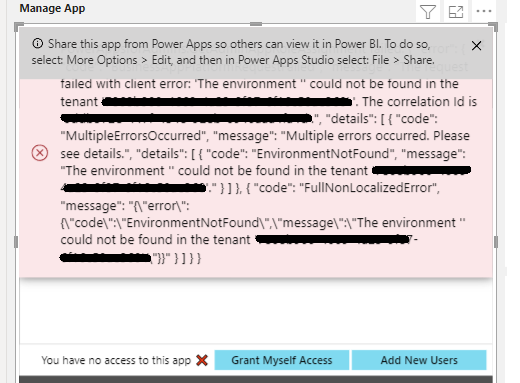 Manage App
Share this app from Power Apps so others can view it in Power BI. To do so,
select: More Options > Edit, and then in Power Apps Studio select: File > Share.
failed with client error: 'The environment '' could not be found in the
tenant '. The correlation Id is
", "details": [ { "code":
"MultipleErrorsOccurred", "message": "Multiple errors occurred. Please
see details.", "details": [ { "code": "EnvironmentNotFound", "message":
"The environment '' could not be found in the tenant
'." } ] }, { "code": "FullNonLocalizedError",
"message": "{\"error\":
{\"code\":\"EnvironmentNotFound\",\"message\":\"The environment ''
could not be found in the tenant
\"}}" } ] } }
You have no access to this app
Grant Myself Access
Add New Users